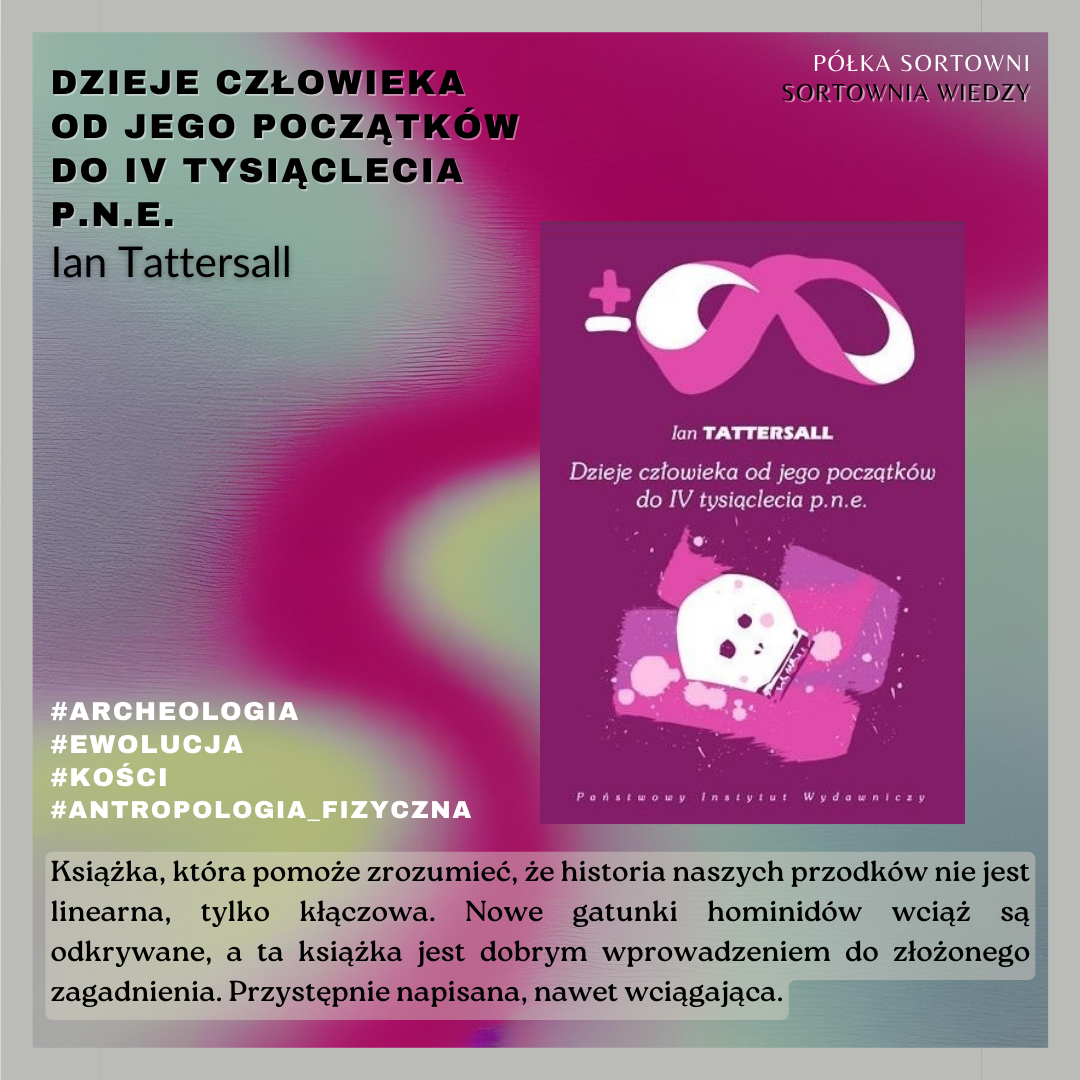 DZIEJE CZŁOWIEKA
OD JEGO POCZĄTKÓW
DO IV TYSIĄCLECIA
P.N.E.
Ian Tattersall
PÓŁKA SORTOWNI
SORTOWNIA WIEDZY
±
Ian TATTERSALL
Dzieje człowieka od jego początków
do IV tysiąclecia p.n.e.
Państwowy Instytut Wydawniczy
#ARCHEOLOGIA
#EWOLUCJA
#KOŚCI
#ANTROPOLOGIA_FIZYCZNA
Książka, która pomoże zrozumieć, że historia naszych przodków nie jest
linearna, tylko kłączowa. Nowe gatunki hominidów wciąż są
odkrywane, a ta książka jest dobrym wprowadzeniem do złożonego
zagadnienia. Przystępnie napisana, nawet wciągająca.